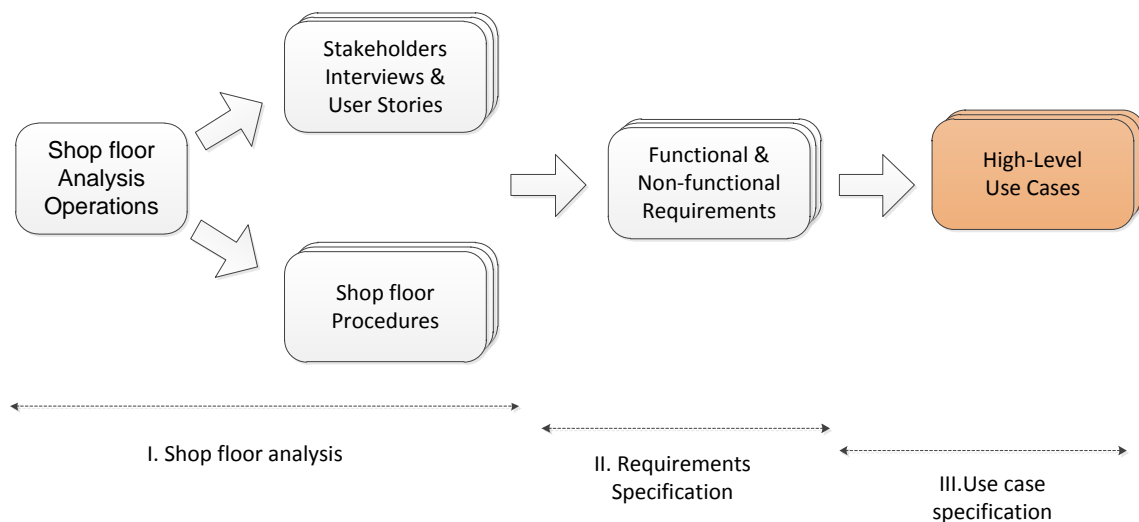 Stakeholders
Interviews &
User Stories
Shop floor
Analysis
Operations
Functional &
Non-functional
Requirements
High-Level
Use Cases
Shop floor
Procedures
I. Shop floor analysis
II. Requirements
Specification
III.Use case
specification